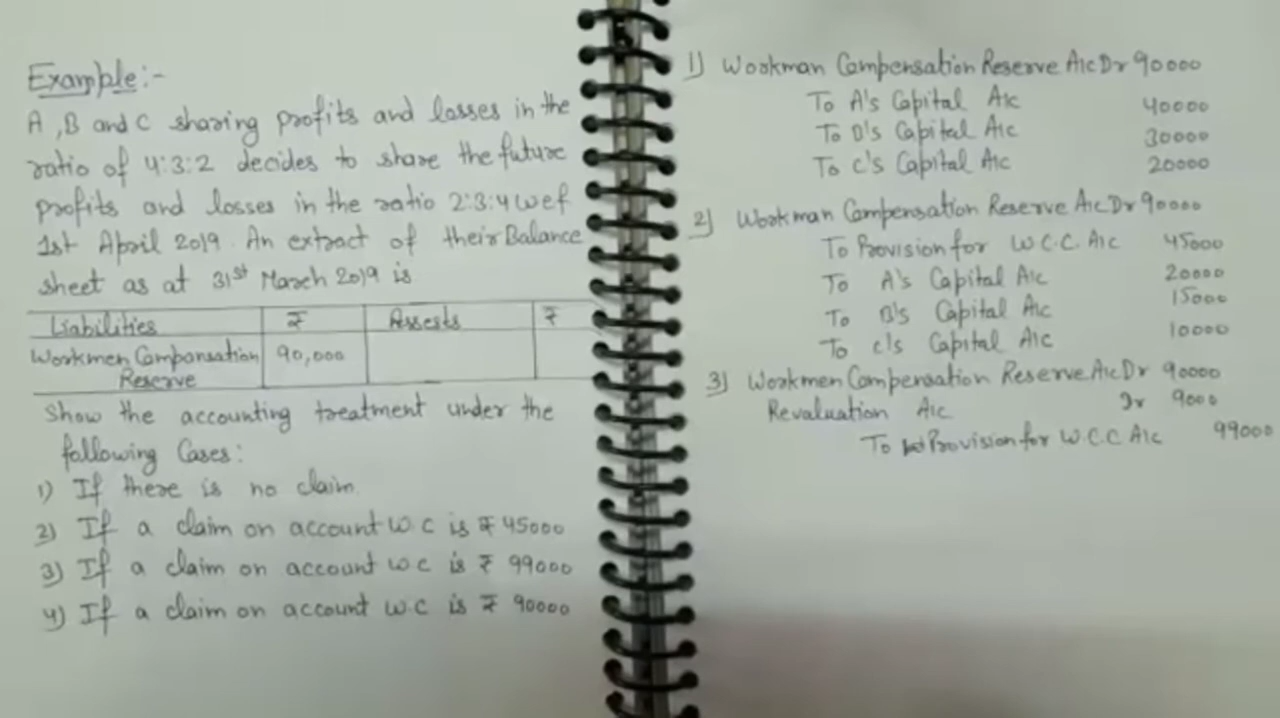 Example:-
A, B and C sharing profits and losses in the
ratio of 4:3:2 decides to share the future
profits and losses in the ratio 2:3:4 wef
1st April 2019. An extract of their Balance
sheet as at 31st March 2019 is
Liabilities ₹ Assests ₹
Workmen Compansation 90,000
Reserve
Show the accounting treatment under the
following Cases:
1) If there is no claim.
2) If a claim on account w.c is ₹ 45000
3) If a claim on account w c is ₹ 99000
4) If a claim on account w.c is ₹ 90000
1) Workman Compensation Reserve A/c Dr 90000
To A's Capital A/c 40000
To B's Capital A/c 30000
To C's Capital A/c 20000
2) Workman Compensation Reserve A/c Dr 90000
To Provision for W.C.C. A/c 45000
To A's Capital A/c 20000
To B's Capital A/c 15000
To C's Capital A/c 10000
3) Workmen Compensation Reserve A/c Dr 90000
Revaluation A/c Dr 9000
To Provision for W.C.C A/c 99000